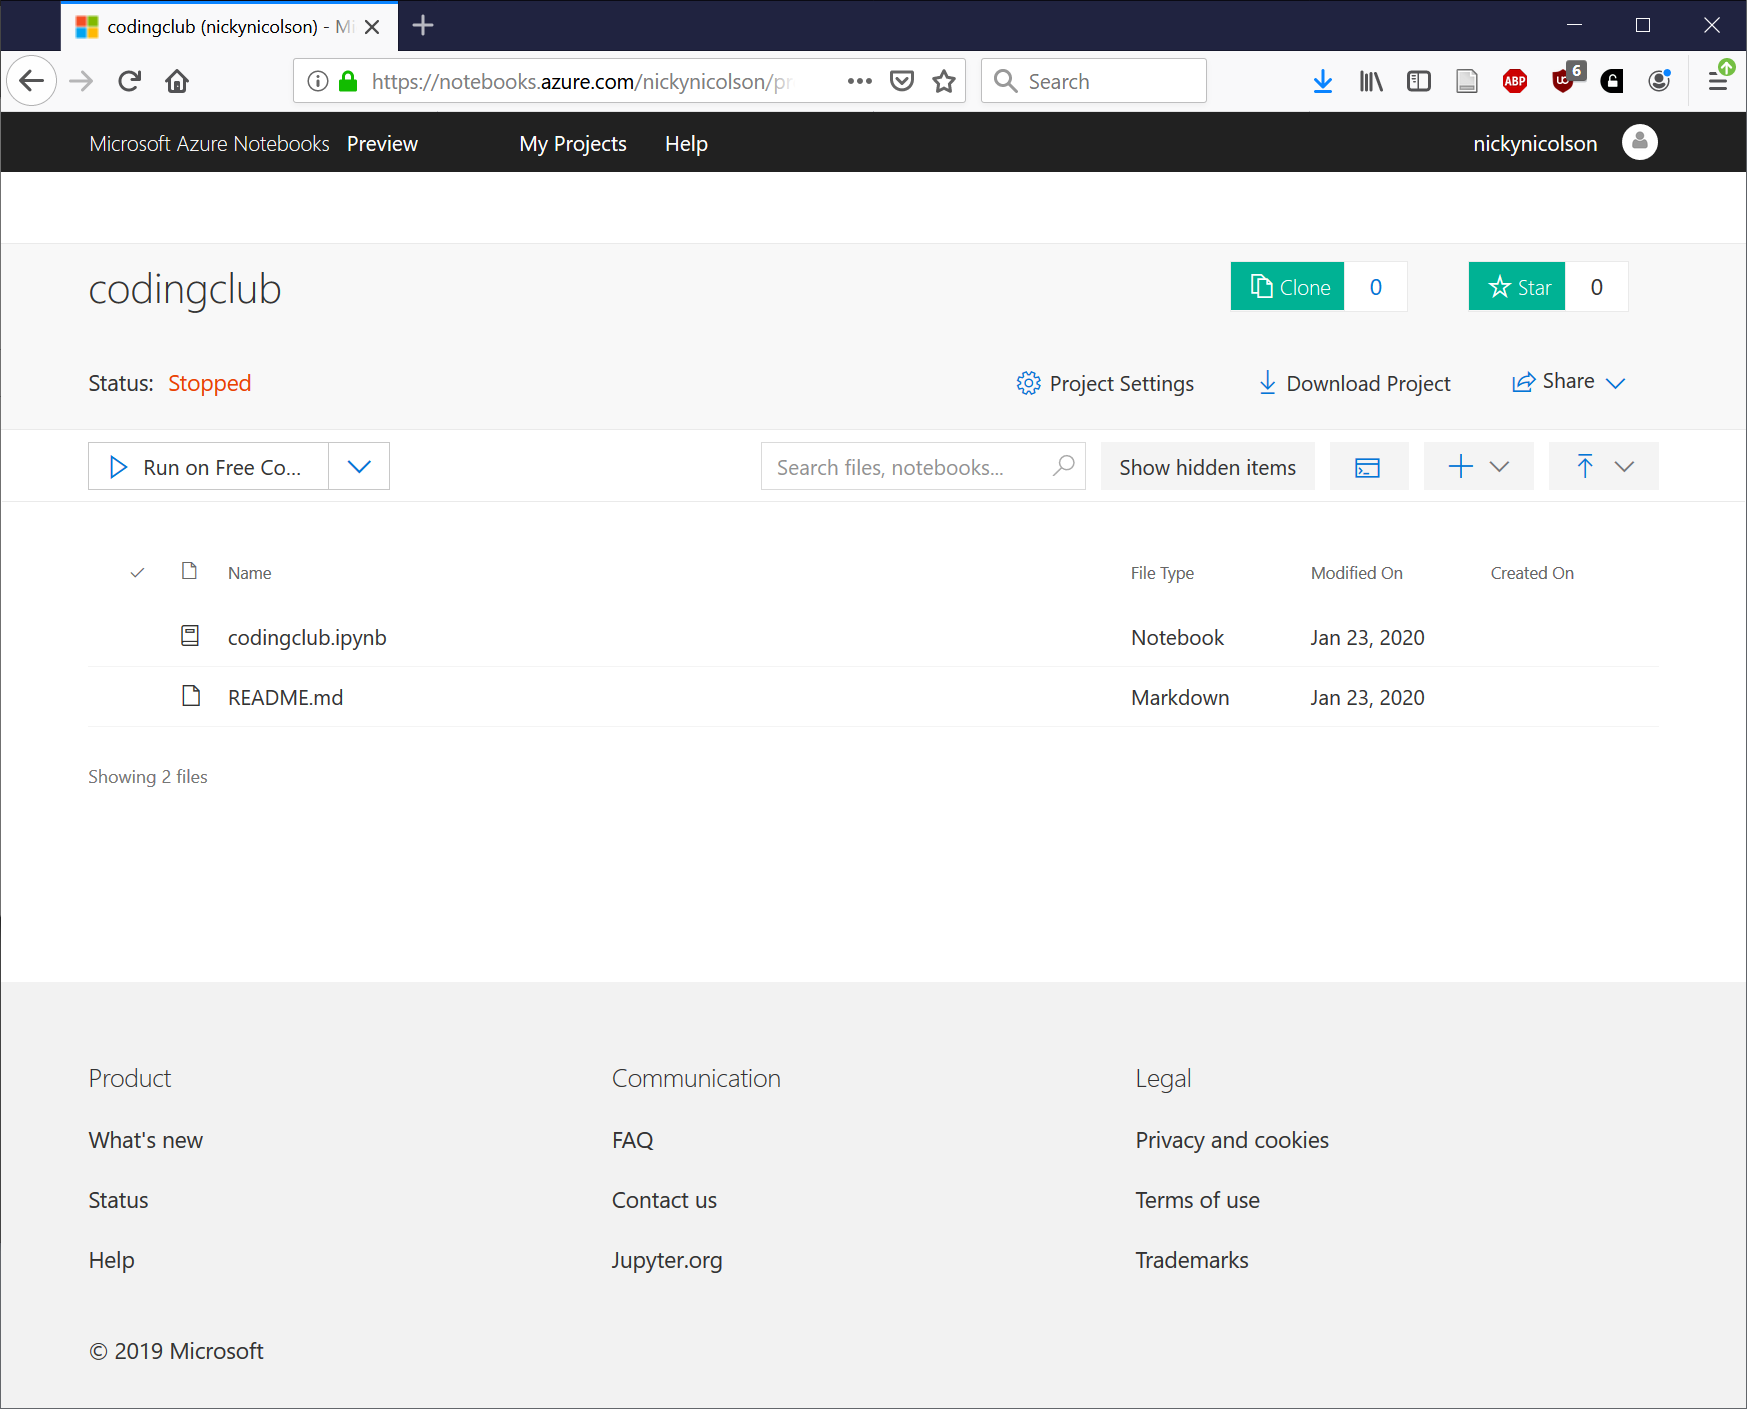 codingclub (nickynicolson) - Mi
https://notebooks.azure.com/nickynicolson/pr
Search
ABP
6
Microsoft Azure Notebooks Preview My Projects Help nickynicolson
codingclub
Clone 0
Star 0
Status: Stopped
Project Settings
Download Project
Share
Run on Free Co...
Search files, notebooks...
Show hidden items
Name File Type Modified On Created On
codingclub.ipynb Notebook Jan 23, 2020
README.md Markdown Jan 23, 2020
Showing 2 files
Product Communication Legal
What's new FAQ Privacy and cookies
Status Contact us Terms of use
Help Jupyter.org Trademarks
© 2019 Microsoft